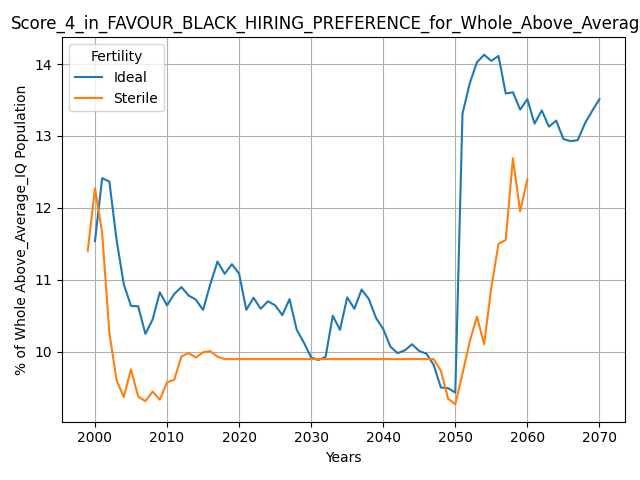 Score_4_in_FAVOUR_BLACK_HIRING_PREFERENCE_for_Whole_Above_Averag
Fertility
Ideal
Sterile
% of Whole Above_Average_IQ Population
14
13
12
11
10
2000 2010 2020 2030 2040 2050 2060 2070
Years